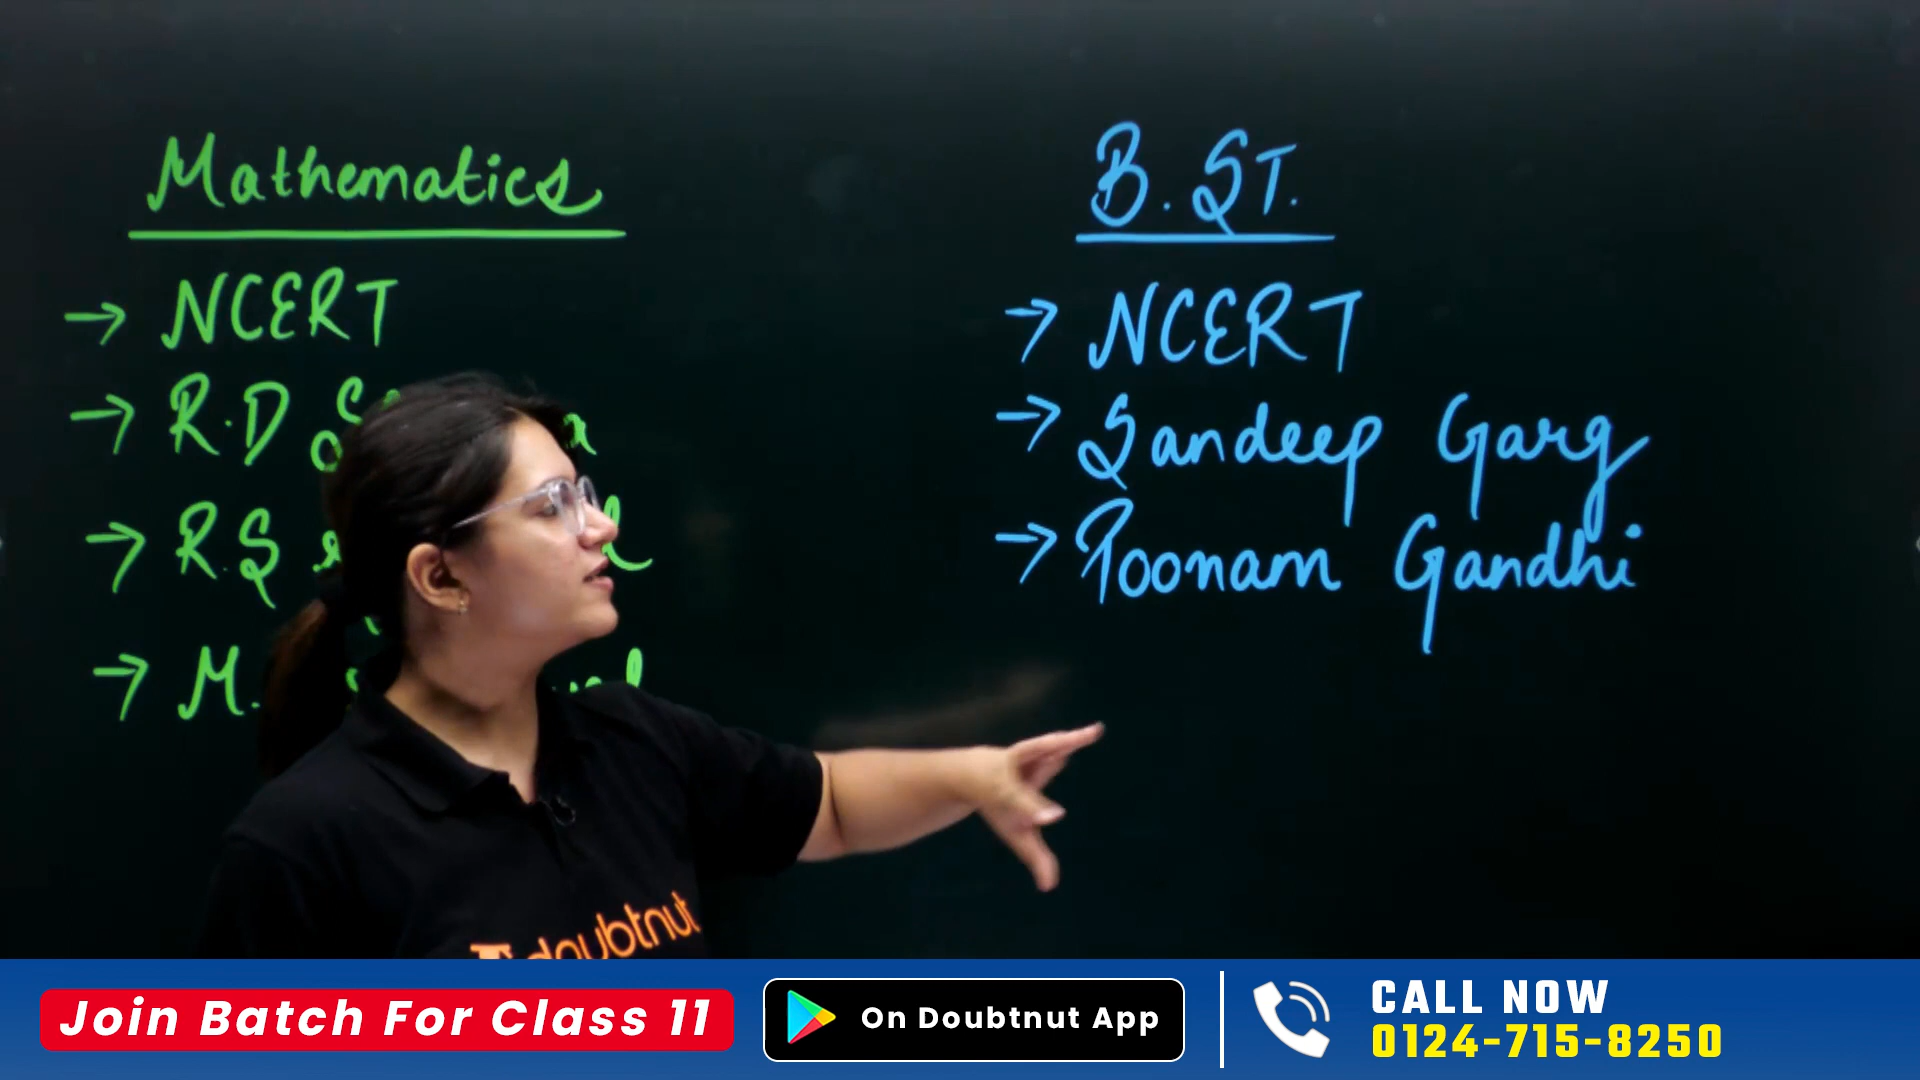 Mathematics
→ NCERT
→ R.D
→ R.S
→ M.
B.ST.
→ NCERT
→ Sandeep Garg
→ Poonam Gandhi
doubtnut
Join Batch For Class 11
On Doubtnut App
CALL NOW
0124-715-8250